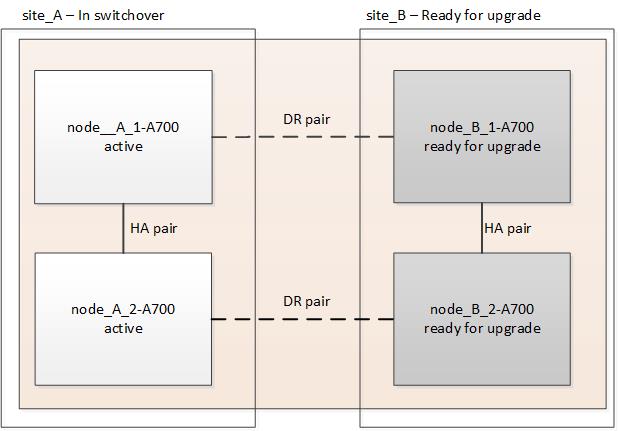 site_A – In switchover
site_B – Ready for upgrade
node__A_1-A700
active
DR pair
node_B_1-A700
ready for upgrade
HA pair
HA pair
node_A_2-A700
active
DR pair
node_B_2-A700
ready for upgrade